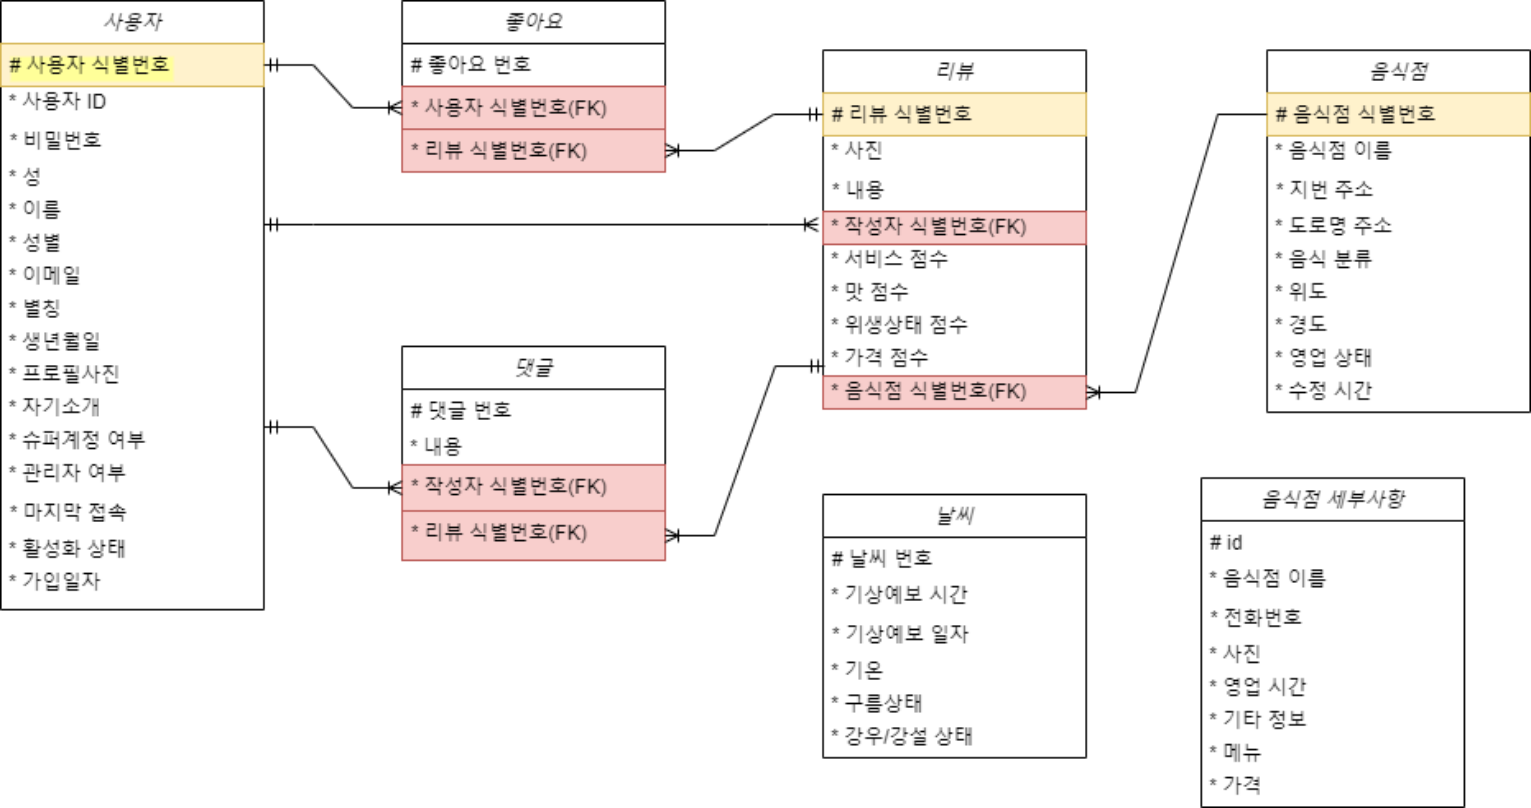 사용자
# 사용자 식별번호
* 사용자 ID
* 비밀번호
* 성
* 이름
* 성별
* 이메일
* 별칭
* 생년월일
* 프로필사진
* 자기소개
* 슈퍼계정 여부
* 관리자 여부
* 마지막 접속
* 활성화 상태
* 가입일자
좋아요
# 좋아요 번호
* 사용자 식별번호(FK)
* 리뷰 식별번호(FK)
댓글
# 댓글 번호
* 내용
* 작성자 식별번호(FK)
* 리뷰 식별번호(FK)
리뷰
# 리뷰 식별번호
* 사진
* 내용
* 작성자 식별번호(FK)
* 서비스 점수
* 맛 점수
* 위생상태 점수
* 가격 점수
* 음식점 식별번호(FK)
날씨
# 날씨 번호
* 기상예보 시간
* 기상예보 일자
* 기온
* 구름상태
* 강우/강설 상태
음식점
# 음식점 식별번호
* 음식점 이름
* 지번 주소
* 도로명 주소
* 음식 분류
* 위도
* 경도
* 영업 상태
* 수정 시간
음식점 세부사항
# id
* 음식점 이름
* 전화번호
* 사진
* 영업 시간
* 기타 정보
* 메뉴
* 가격